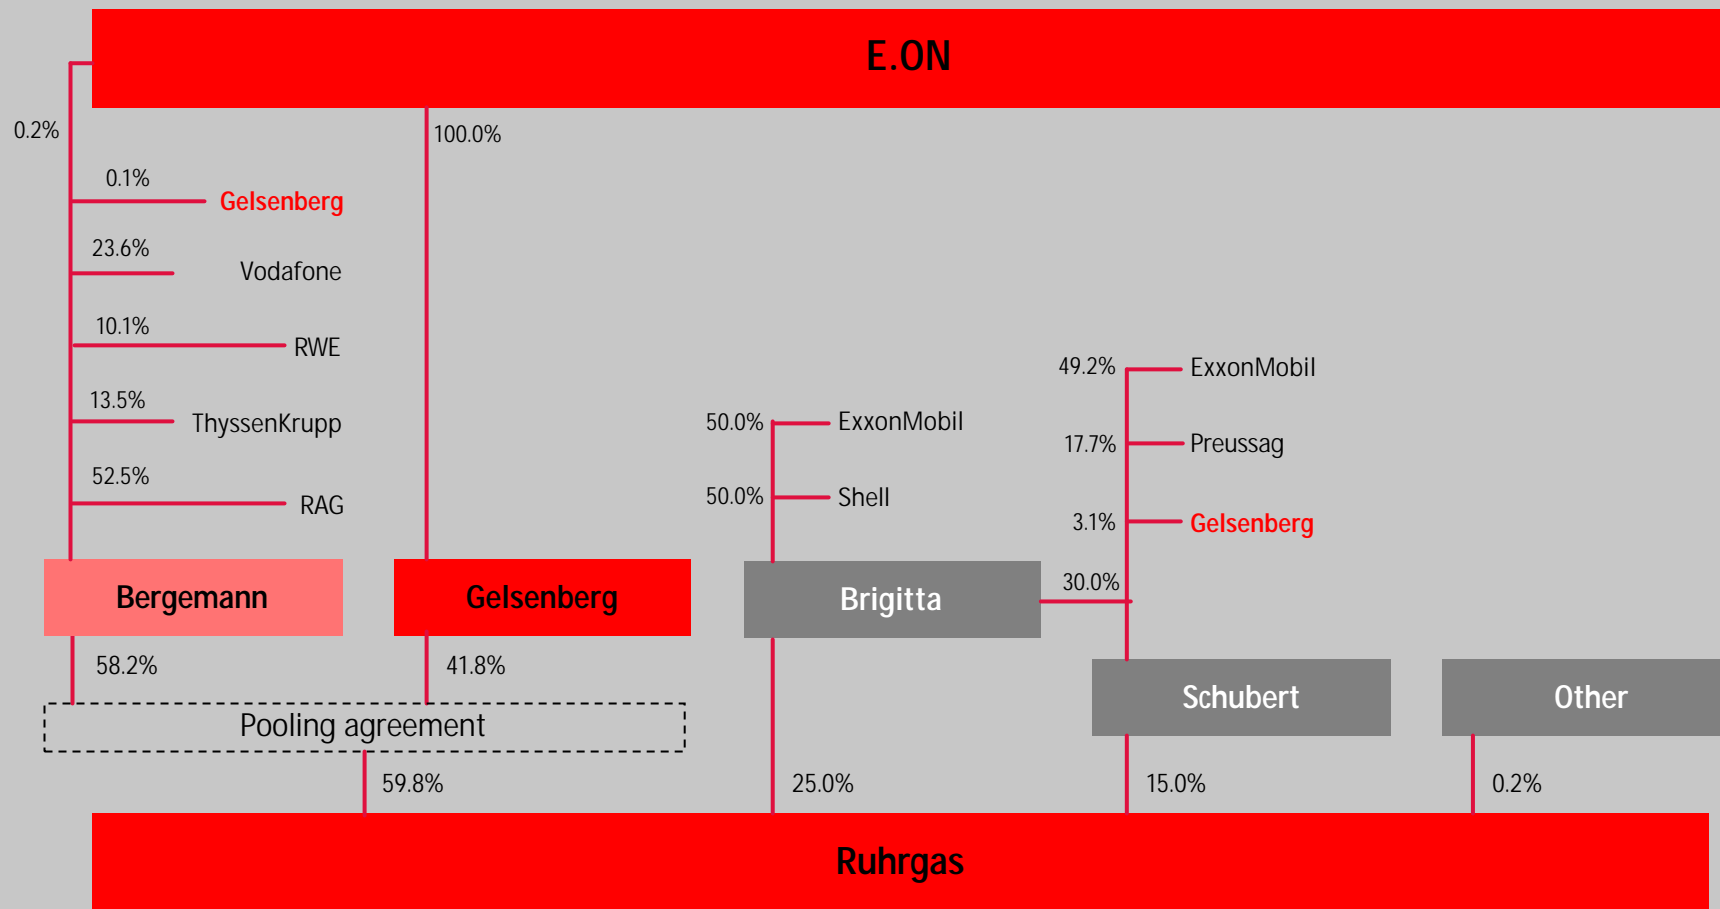 E.ON
0.2%
100.0%
0.1%
Gelsenberg
23.6%
Vodafone
10.1%
RWE
13.5%
ThyssenKrupp
52.5%
RAG
50.0%
ExxonMobil
50.0%
Shell
49.2%
ExxonMobil
17.7%
Preussag
3.1%
Gelsenberg
30.0%
Bergemann
Gelsenberg
Brigitta
Schubert
Other
58.2%
41.8%
Pooling agreement
59.8%
25.0%
15.0%
0.2%
Ruhrgas